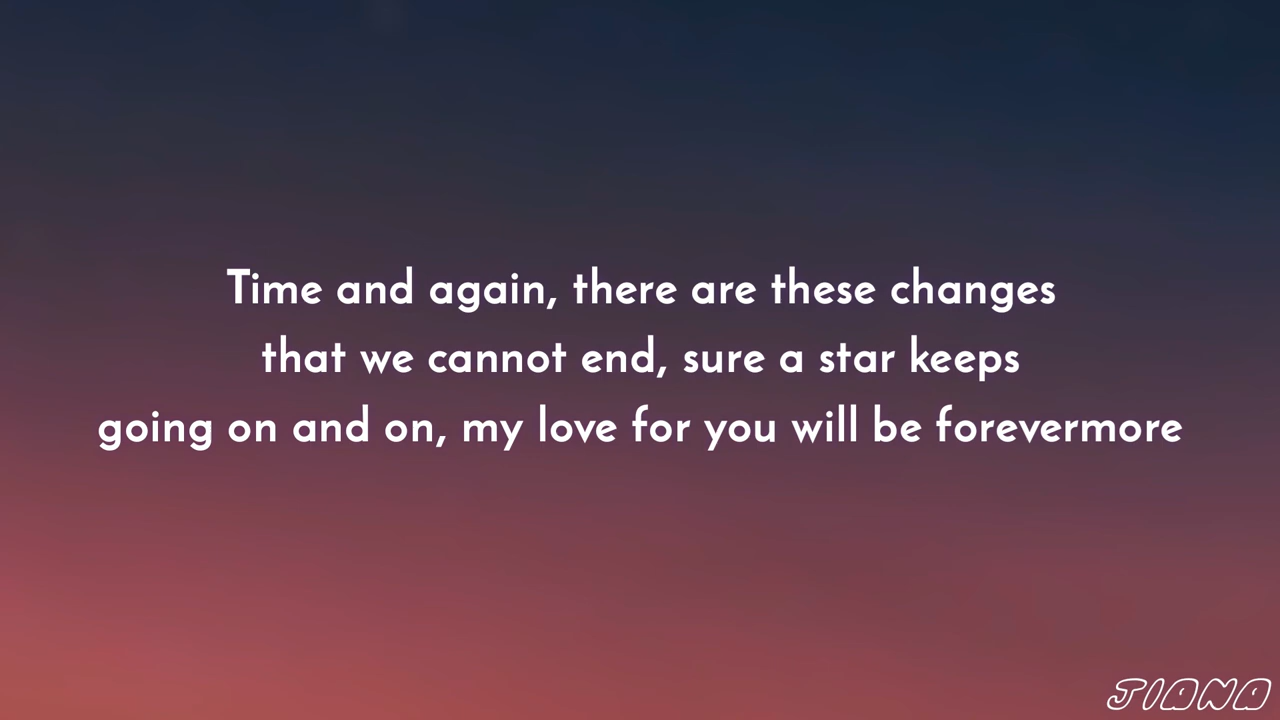 Time and again, there are these changes
that we cannot end, sure a star keeps
going on and on, my love for you will be forevermore
JIANA